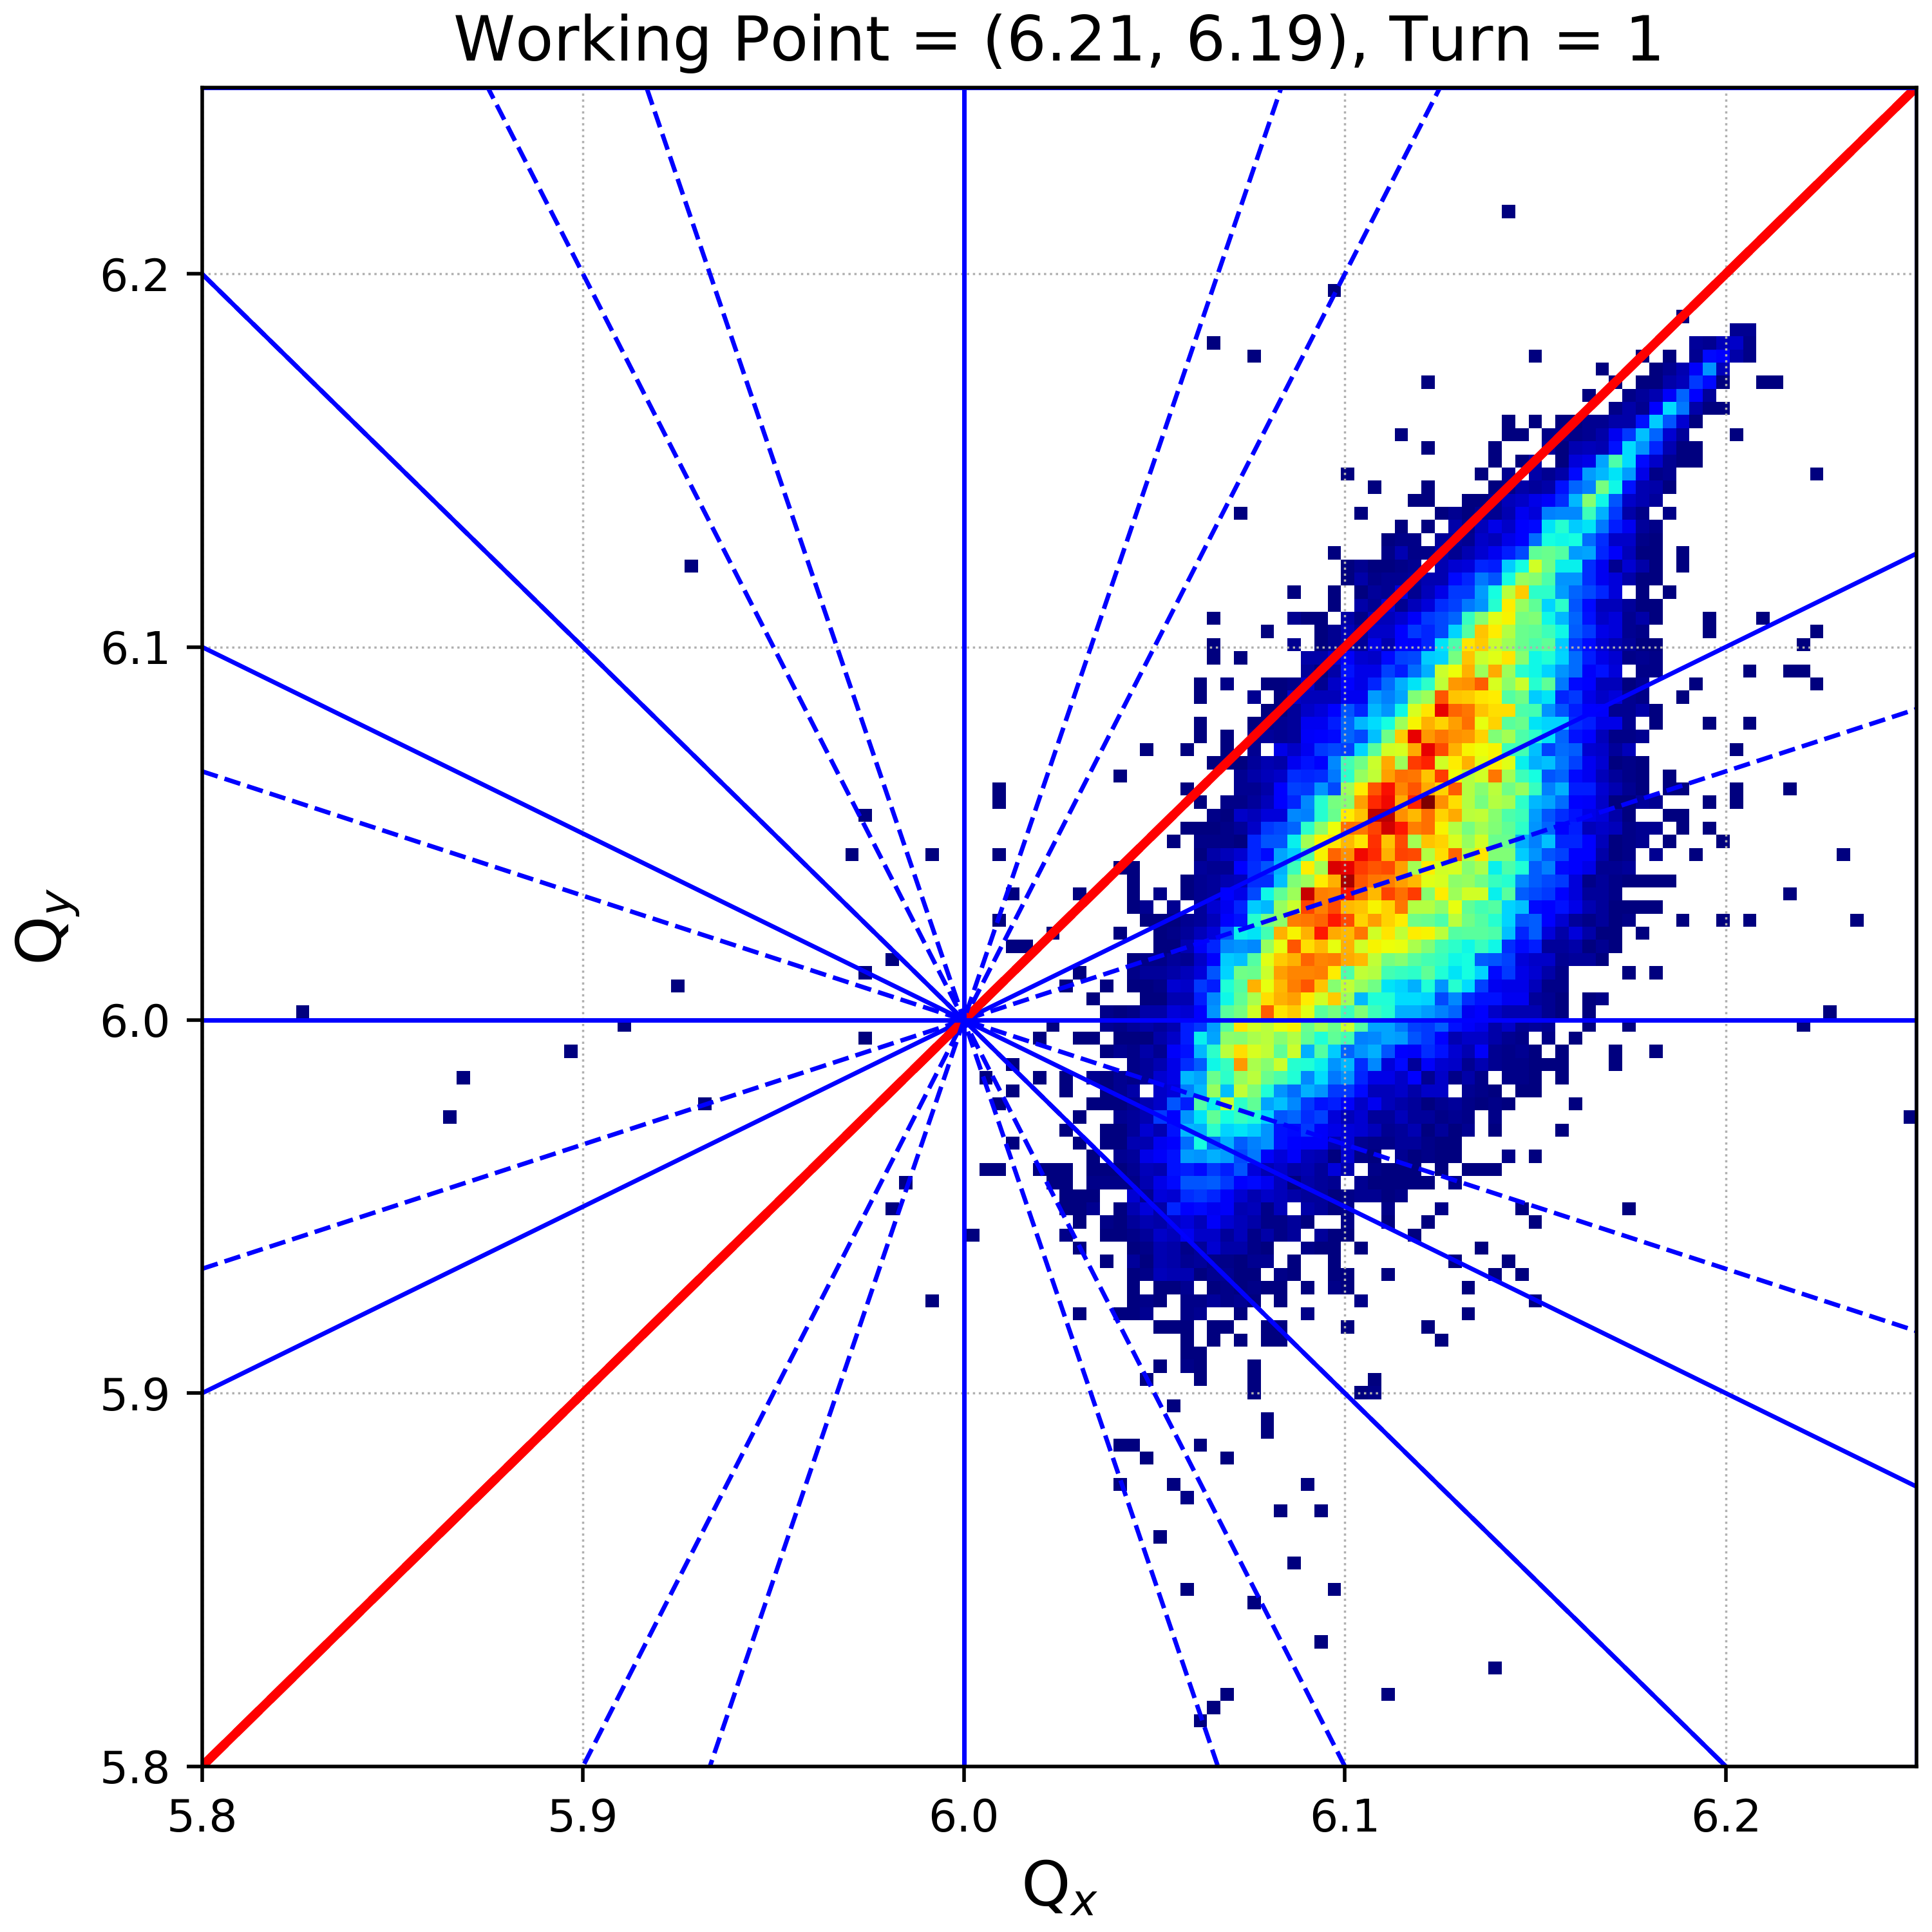 Working Point = (6.21, 6.19), Turn = 1
6.2
6.1
6.0
5.9
5.8
Qy
5.8 5.9 6.0 6.1 6.2
Qx